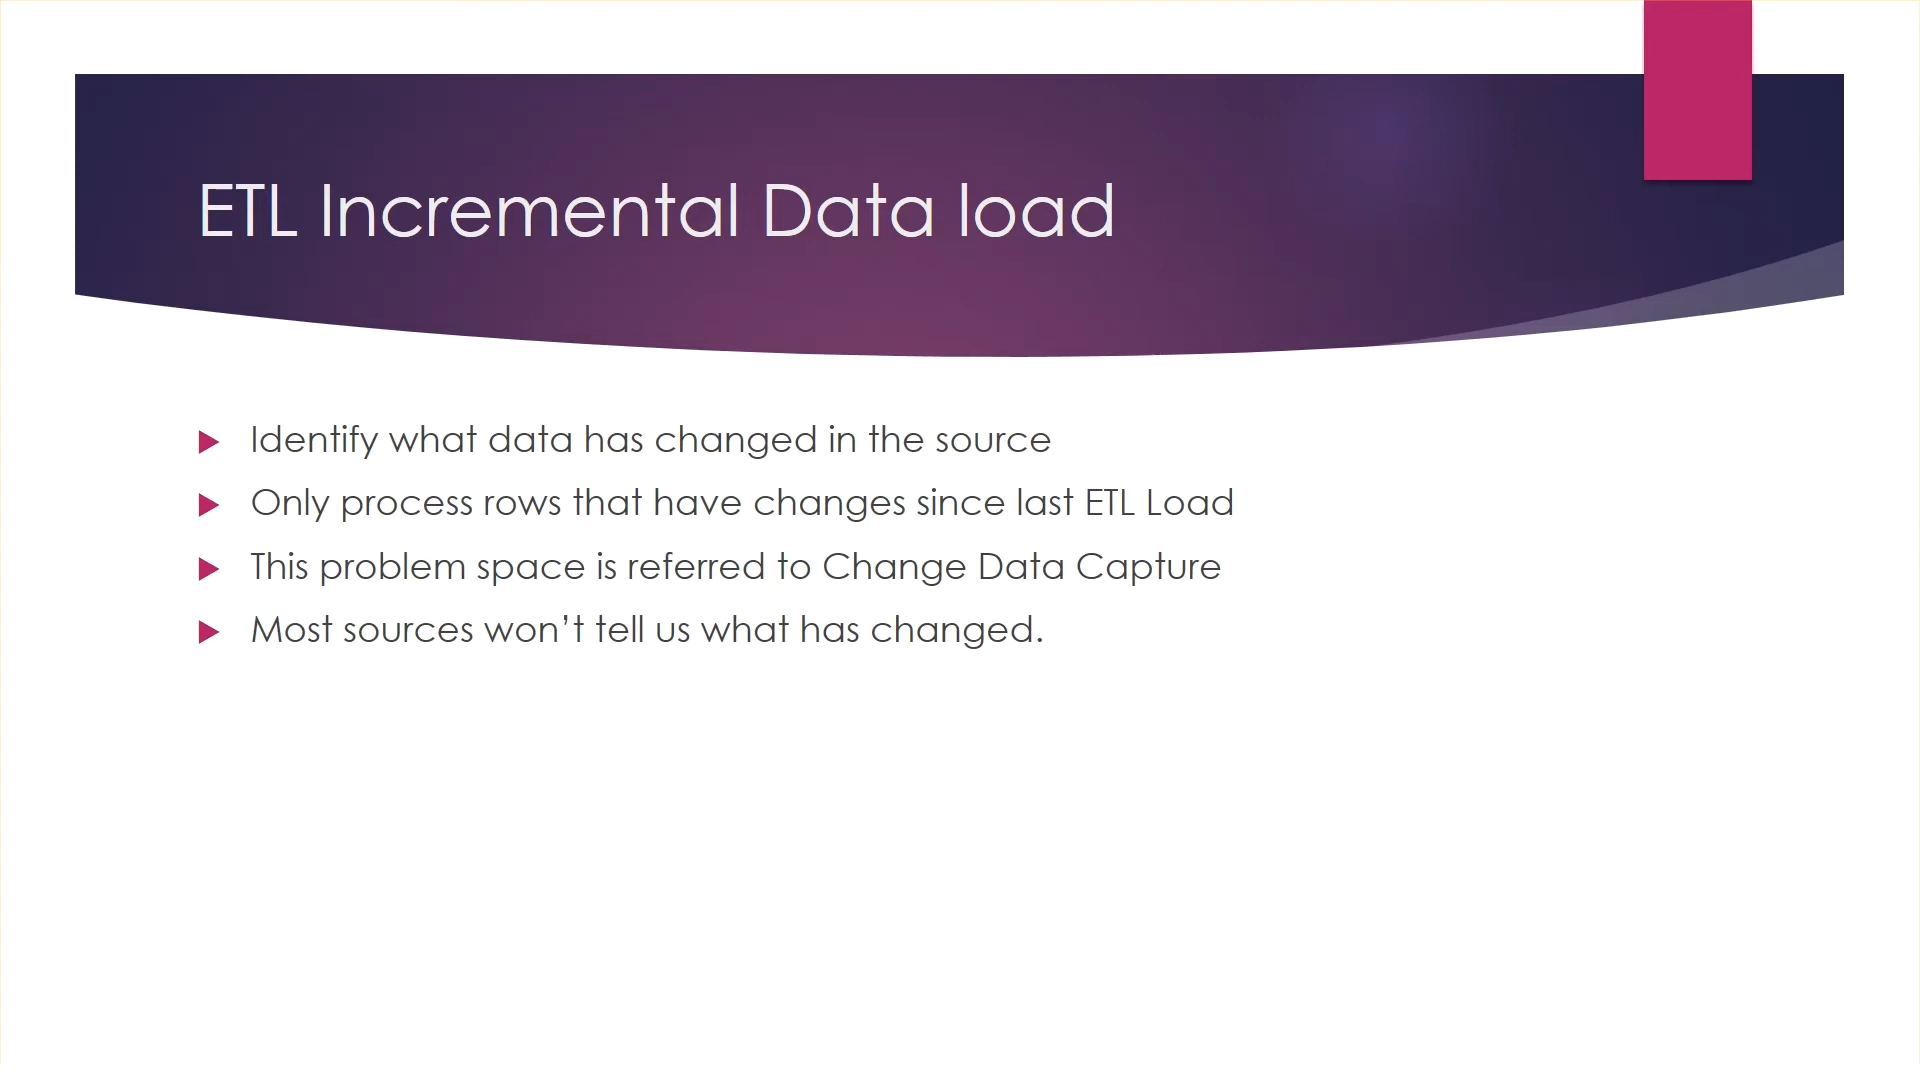 ETL Incremental Data load
Identify what data has changed in the source
Only process rows that have changes since last ETL Load
This problem space is referred to Change Data Capture
Most sources won’t tell us what has changed.